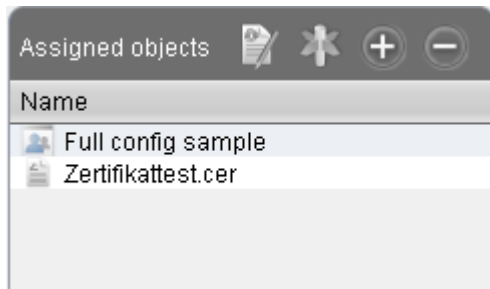 Assigned objects
Name
Full config sample
Zertifikattest.cer